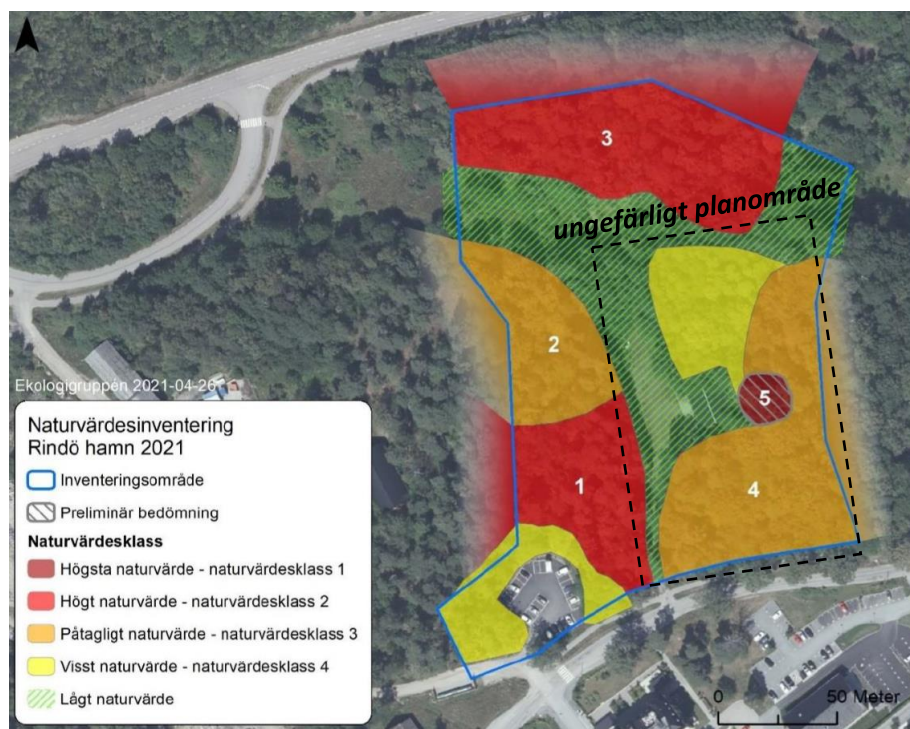 3
ungefärligt planområde
2
Ekologigruppen 2021-04-26
5
Naturvärdesinventering
Rindö hamn 2021
Inventeringsområde
Preliminär bedömning
Naturvärdesklass
Högsta naturvärde - naturvärdesklass 1
Högt naturvärde - naturvärdesklass 2
Påtagligt naturvärde - naturvärdesklass 3
Visst naturvärde - naturvärdesklass 4
Lågt naturvärde
1
4
0 50 Meter